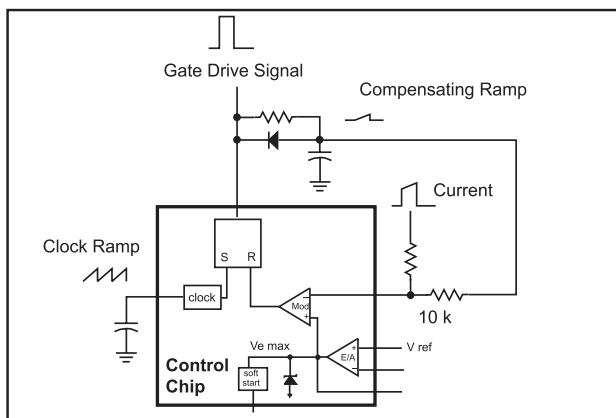 Gate Drive Signal
Compensating Ramp
Current
Clock Ramp
S R
clock
Mod
−
+
10 k
Ve max
E/A
+
−
V ref
Control
Chip
soft
start